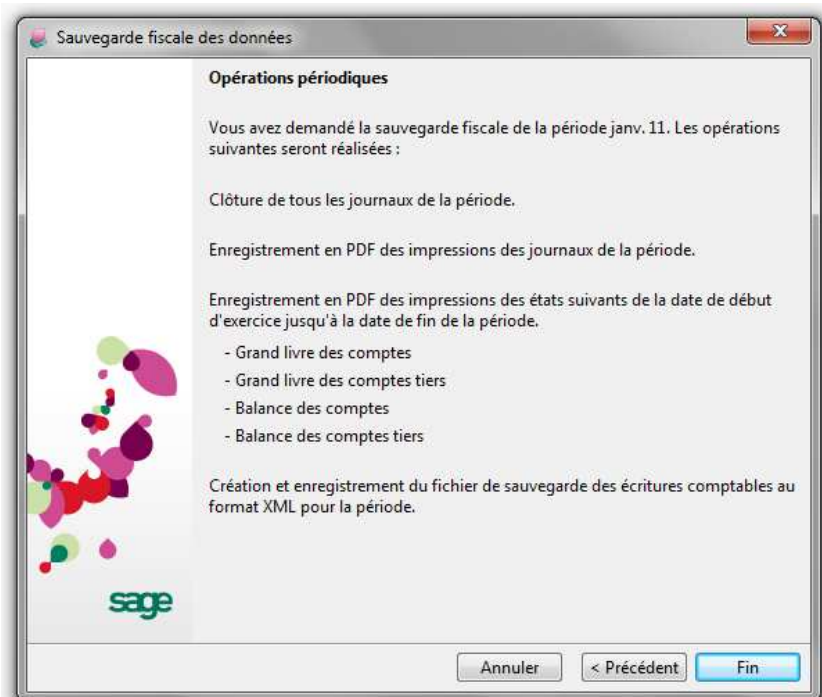 Sauvegarde fiscale des données
Opérations périodiques
Vous avez demandé la sauvegarde fiscale de la période janv. 11. Les opérations
suivantes seront réalisées :
Clôture de tous les journaux de la période.
Enregistrement en PDF des impressions des journaux de la période.
Enregistrement en PDF des impressions des états suivants de la date de début
d'exercice jusqu'à la date de fin de la période.
- Grand livre des comptes
- Grand livre des comptes tiers
- Balance des comptes
- Balance des comptes tiers
Création et enregistrement du fichier de sauvegarde des écritures comptables au
format XML pour la période.
sage
Annuler
< Précédent
Fin